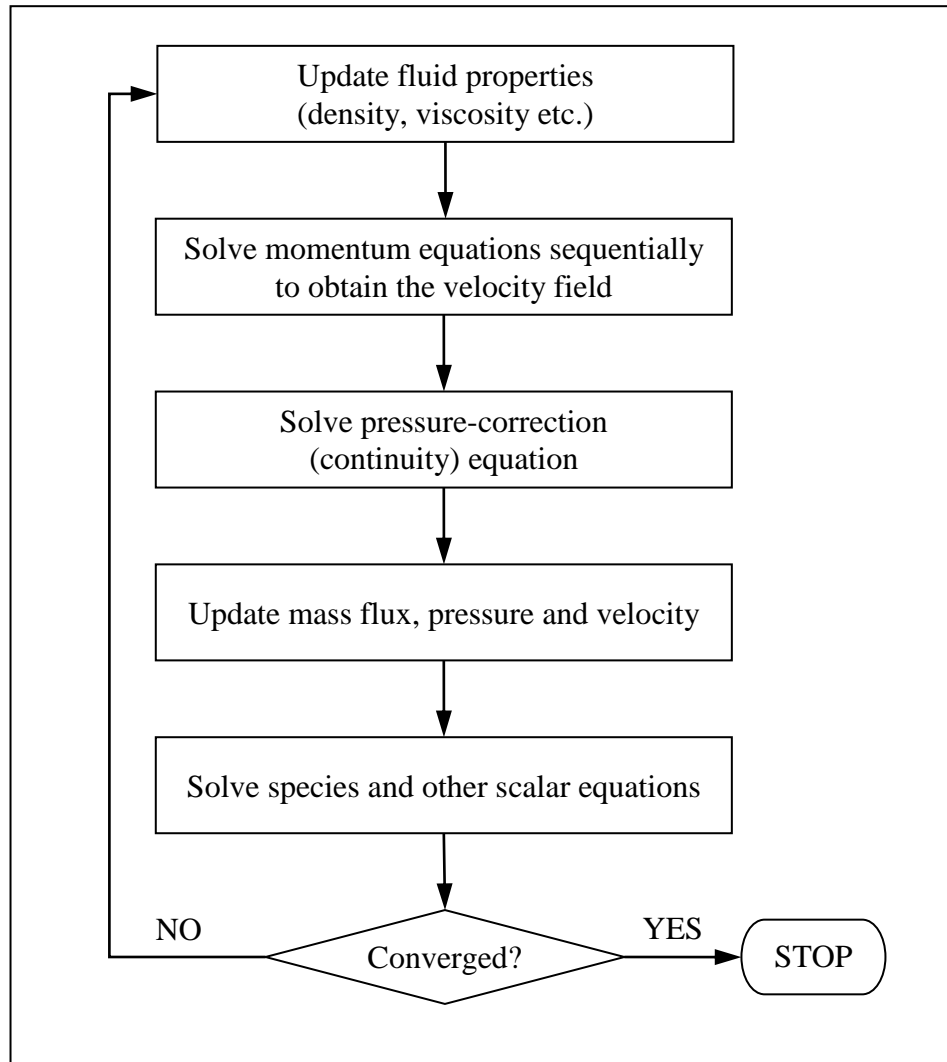 Update fluid properties
(density, viscosity etc.)
Solve momentum equations sequentially
to obtain the velocity field
Solve pressure-correction
(continuity) equation
Update mass flux, pressure and velocity
Solve species and other scalar equations
NO
Converged?
YES
STOP